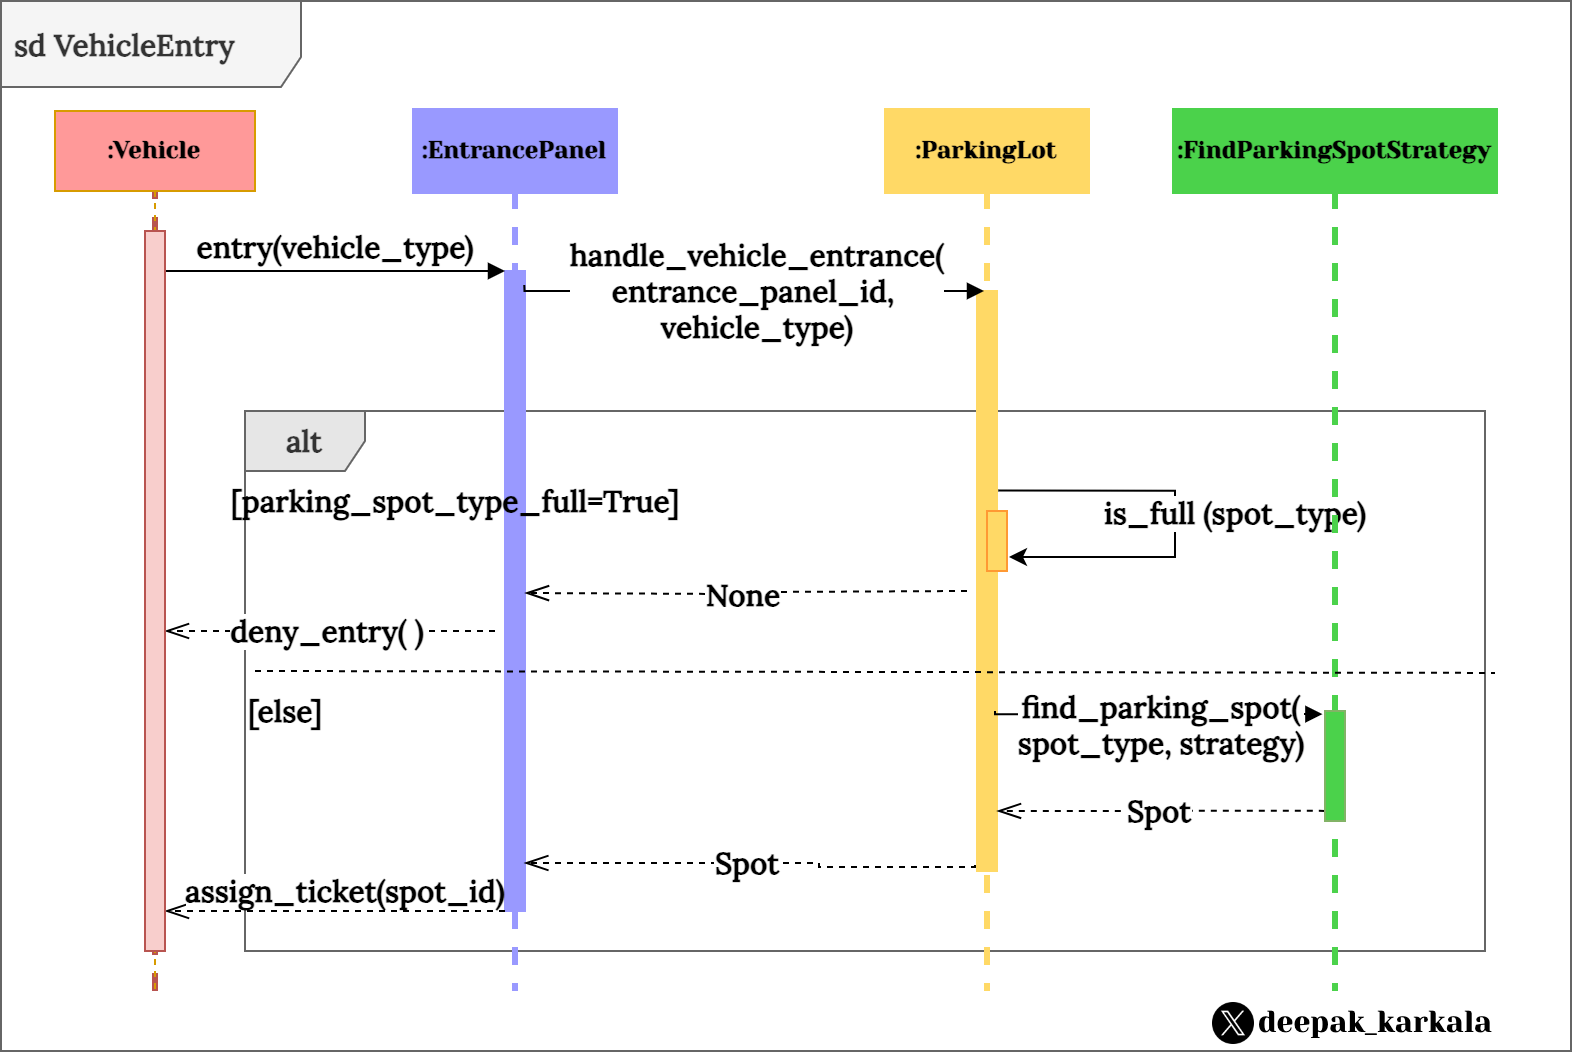 sd VehicleEntry
:Vehicle
:EntrancePanel
:ParkingLot
:FindParkingSpotStrategy
entry(vehicle_type)
handle_vehicle_entrance(
entrance_panel_id,
vehicle_type)
alt
[parking_spot_type_full=True]
is_full (spot_type)
None
deny_entry( )
[else]
find_parking_spot(
spot_type, strategy)
Spot
Spot
assign_ticket(spot_id)
deepak_karkala